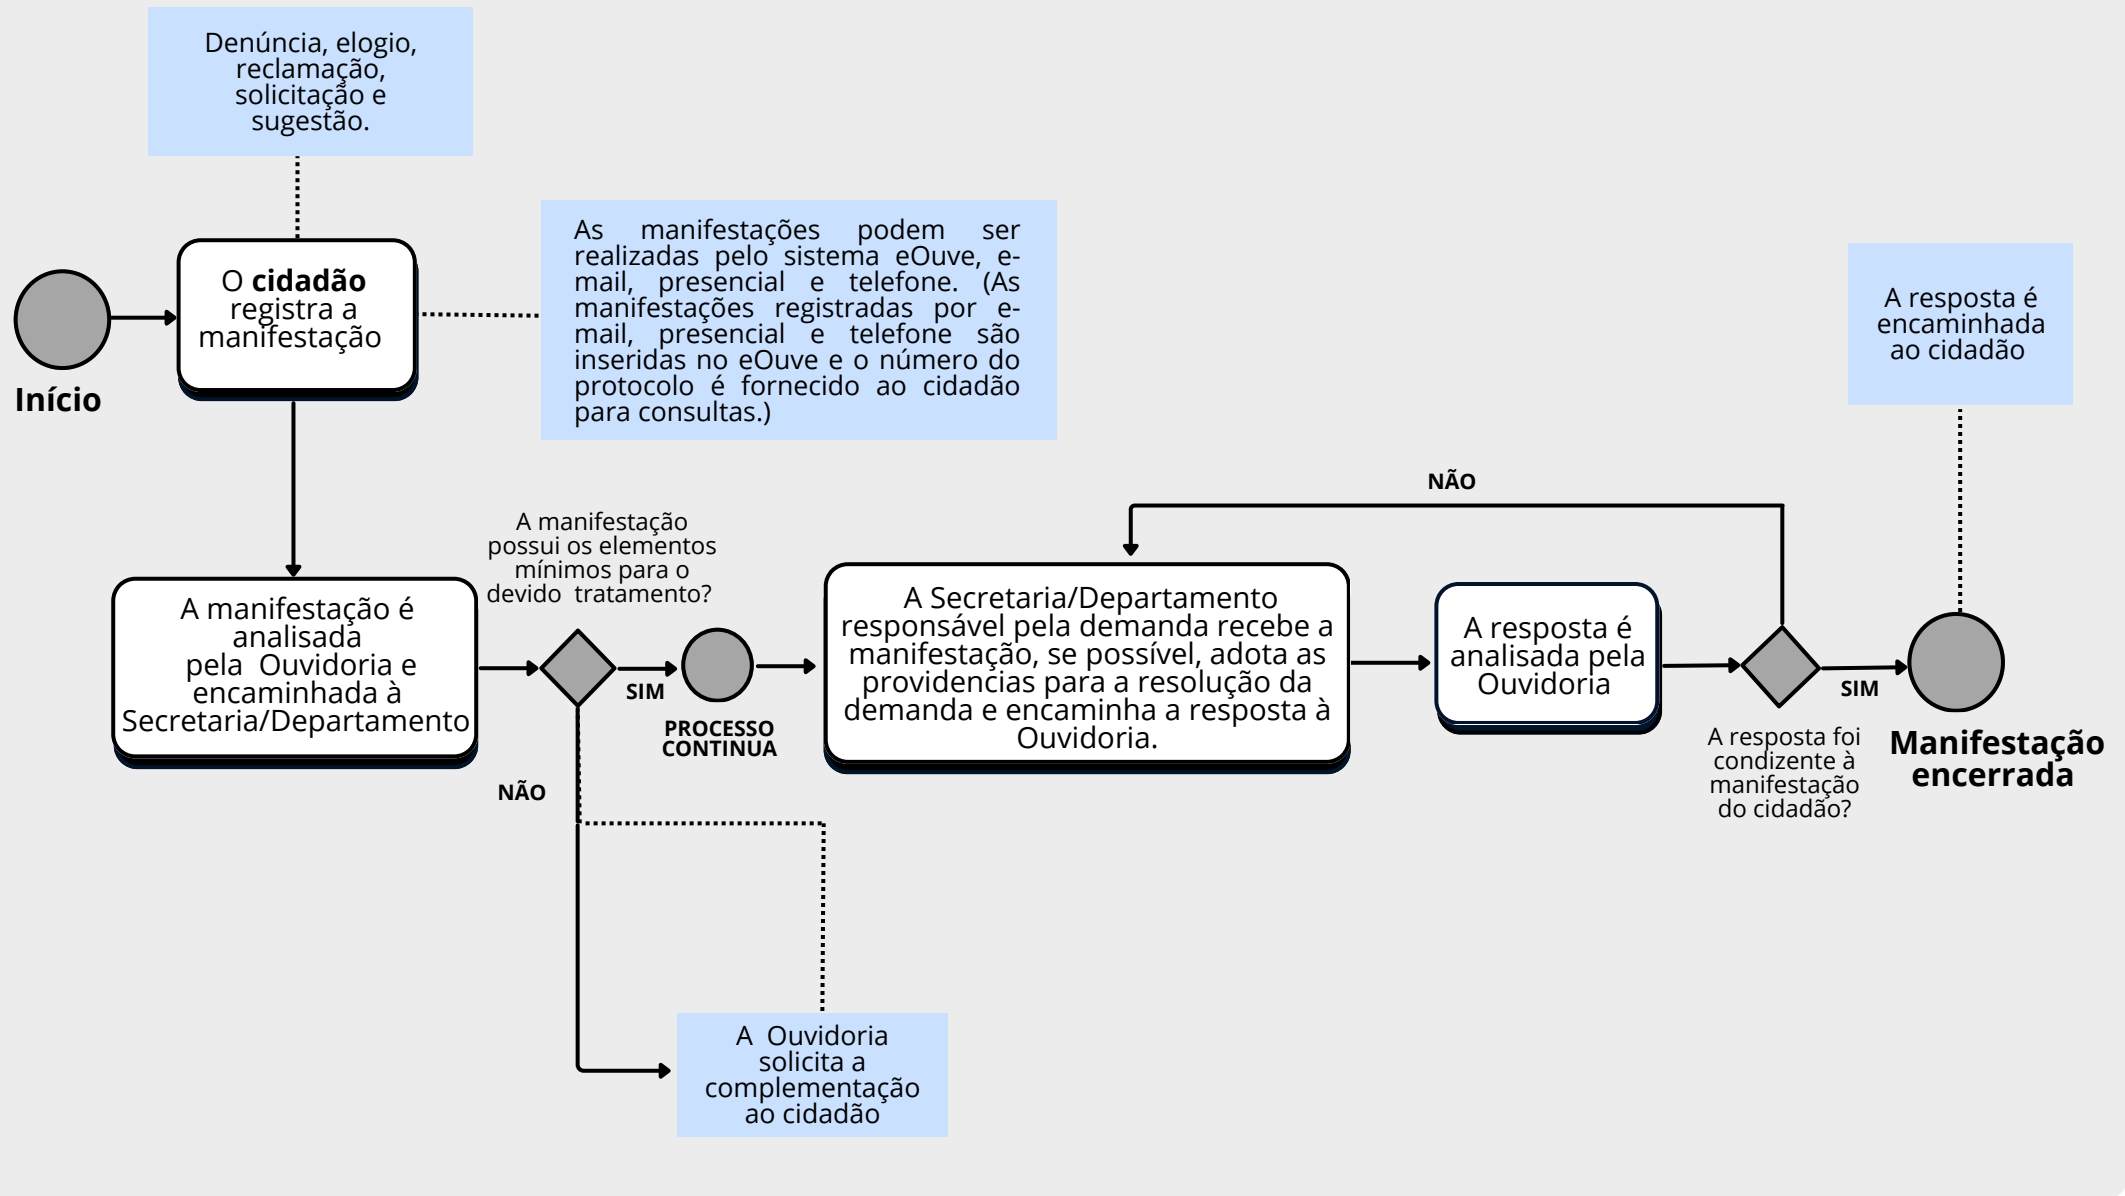 Denúncia, elogio,
reclamação,
solicitação e
sugestão.
O cidadão
registra a
manifestação
Início
As manifestações podem ser
realizadas pelo sistema eOuve, e-
mail, presencial e telefone. (As
manifestações registradas por e-
mail, presencial e telefone são
inseridas no eOuve e o número do
protocolo é fornecido ao cidadão
para consultas.)
A resposta é
encaminhada
ao cidadão
NÃO
A manifestação é
analisada
pela Ouvidoria e
encaminhada à
Secretaria/Departamento
A manifestação
possui os elementos
mínimos para o
devido tratamento?
SIM
PROCESSO
CONTINUA
NÃO
A Secretaria/Departamento
responsável pela demanda recebe a
manifestação, se possível, adota as
providencias para a resolução da
demanda e encaminha a resposta à
Ouvidoria.
A resposta é
analisada pela
Ouvidoria
SIM
A resposta foi
condizente à
manifestação
do cidadão?
Manifestação
encerrada
A Ouvidoria
solicita a
complementação
ao cidadão